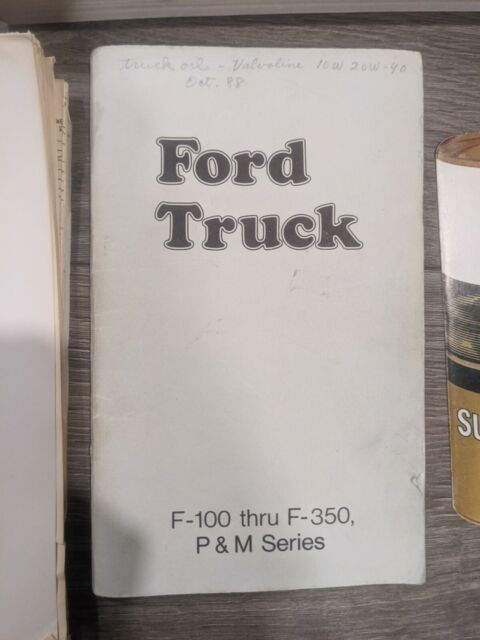 truck oil - Valvoline 10W 20W-40
Oct. 88
Ford
Truck
F-100 thru F-350,
P & M Series
SU